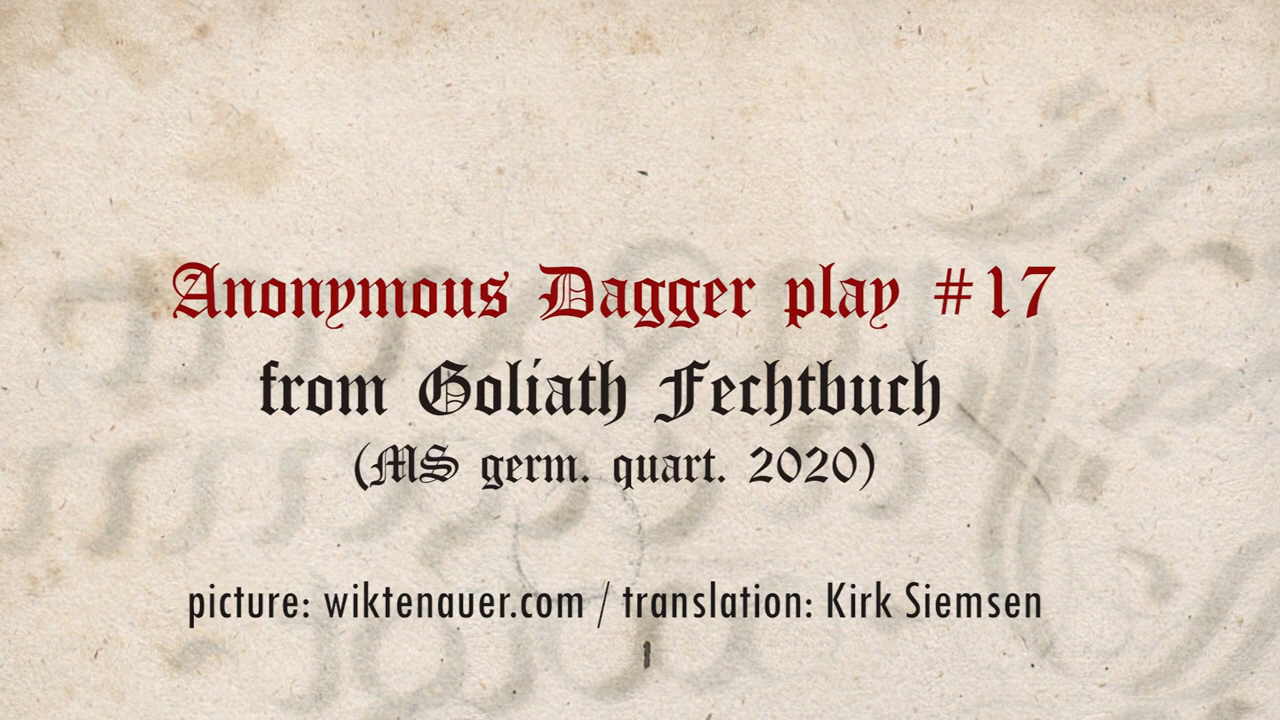 Anonymous Dagger play #17
from Goliath Fechtbuch
(MS germ. quart. 2020)
picture: wiktenauer.com / translation: Kirk Siemsen